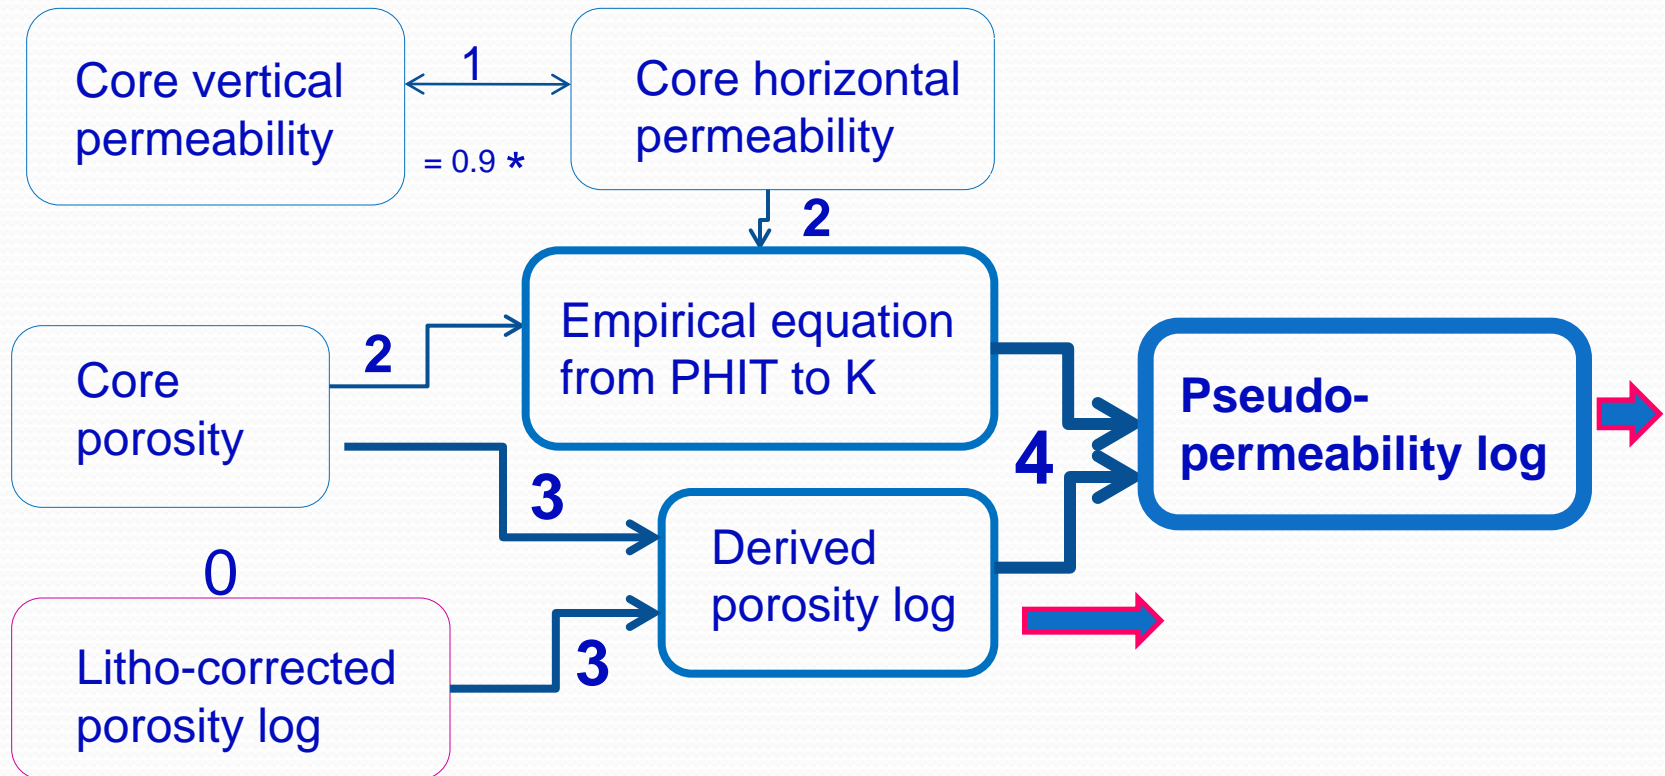 Core vertical
permeability
1
= 0.9 *
Core horizontal
permeability
2
Core
porosity
2
Empirical equation
from PHIT to K
3
4
Pseudo-
permeability log
0
Litho-corrected
porosity log
3
Derived
porosity log